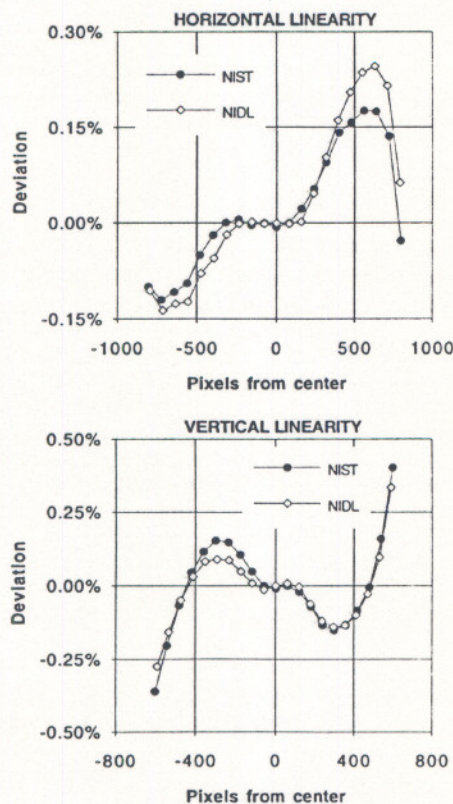 HORIZONTAL LINEARITY
0.30%
NIST
NIDL
0.15%
Deviation
0.00%
-0.15%
-1000 -500 0 500 1000
Pixels from center
VERTICAL LINEARITY
0.50%
NIST
0.25%
NIDL
Deviation
0.00%
-0.25%
-0.50%
-800 -400 0 400 800
Pixels from center